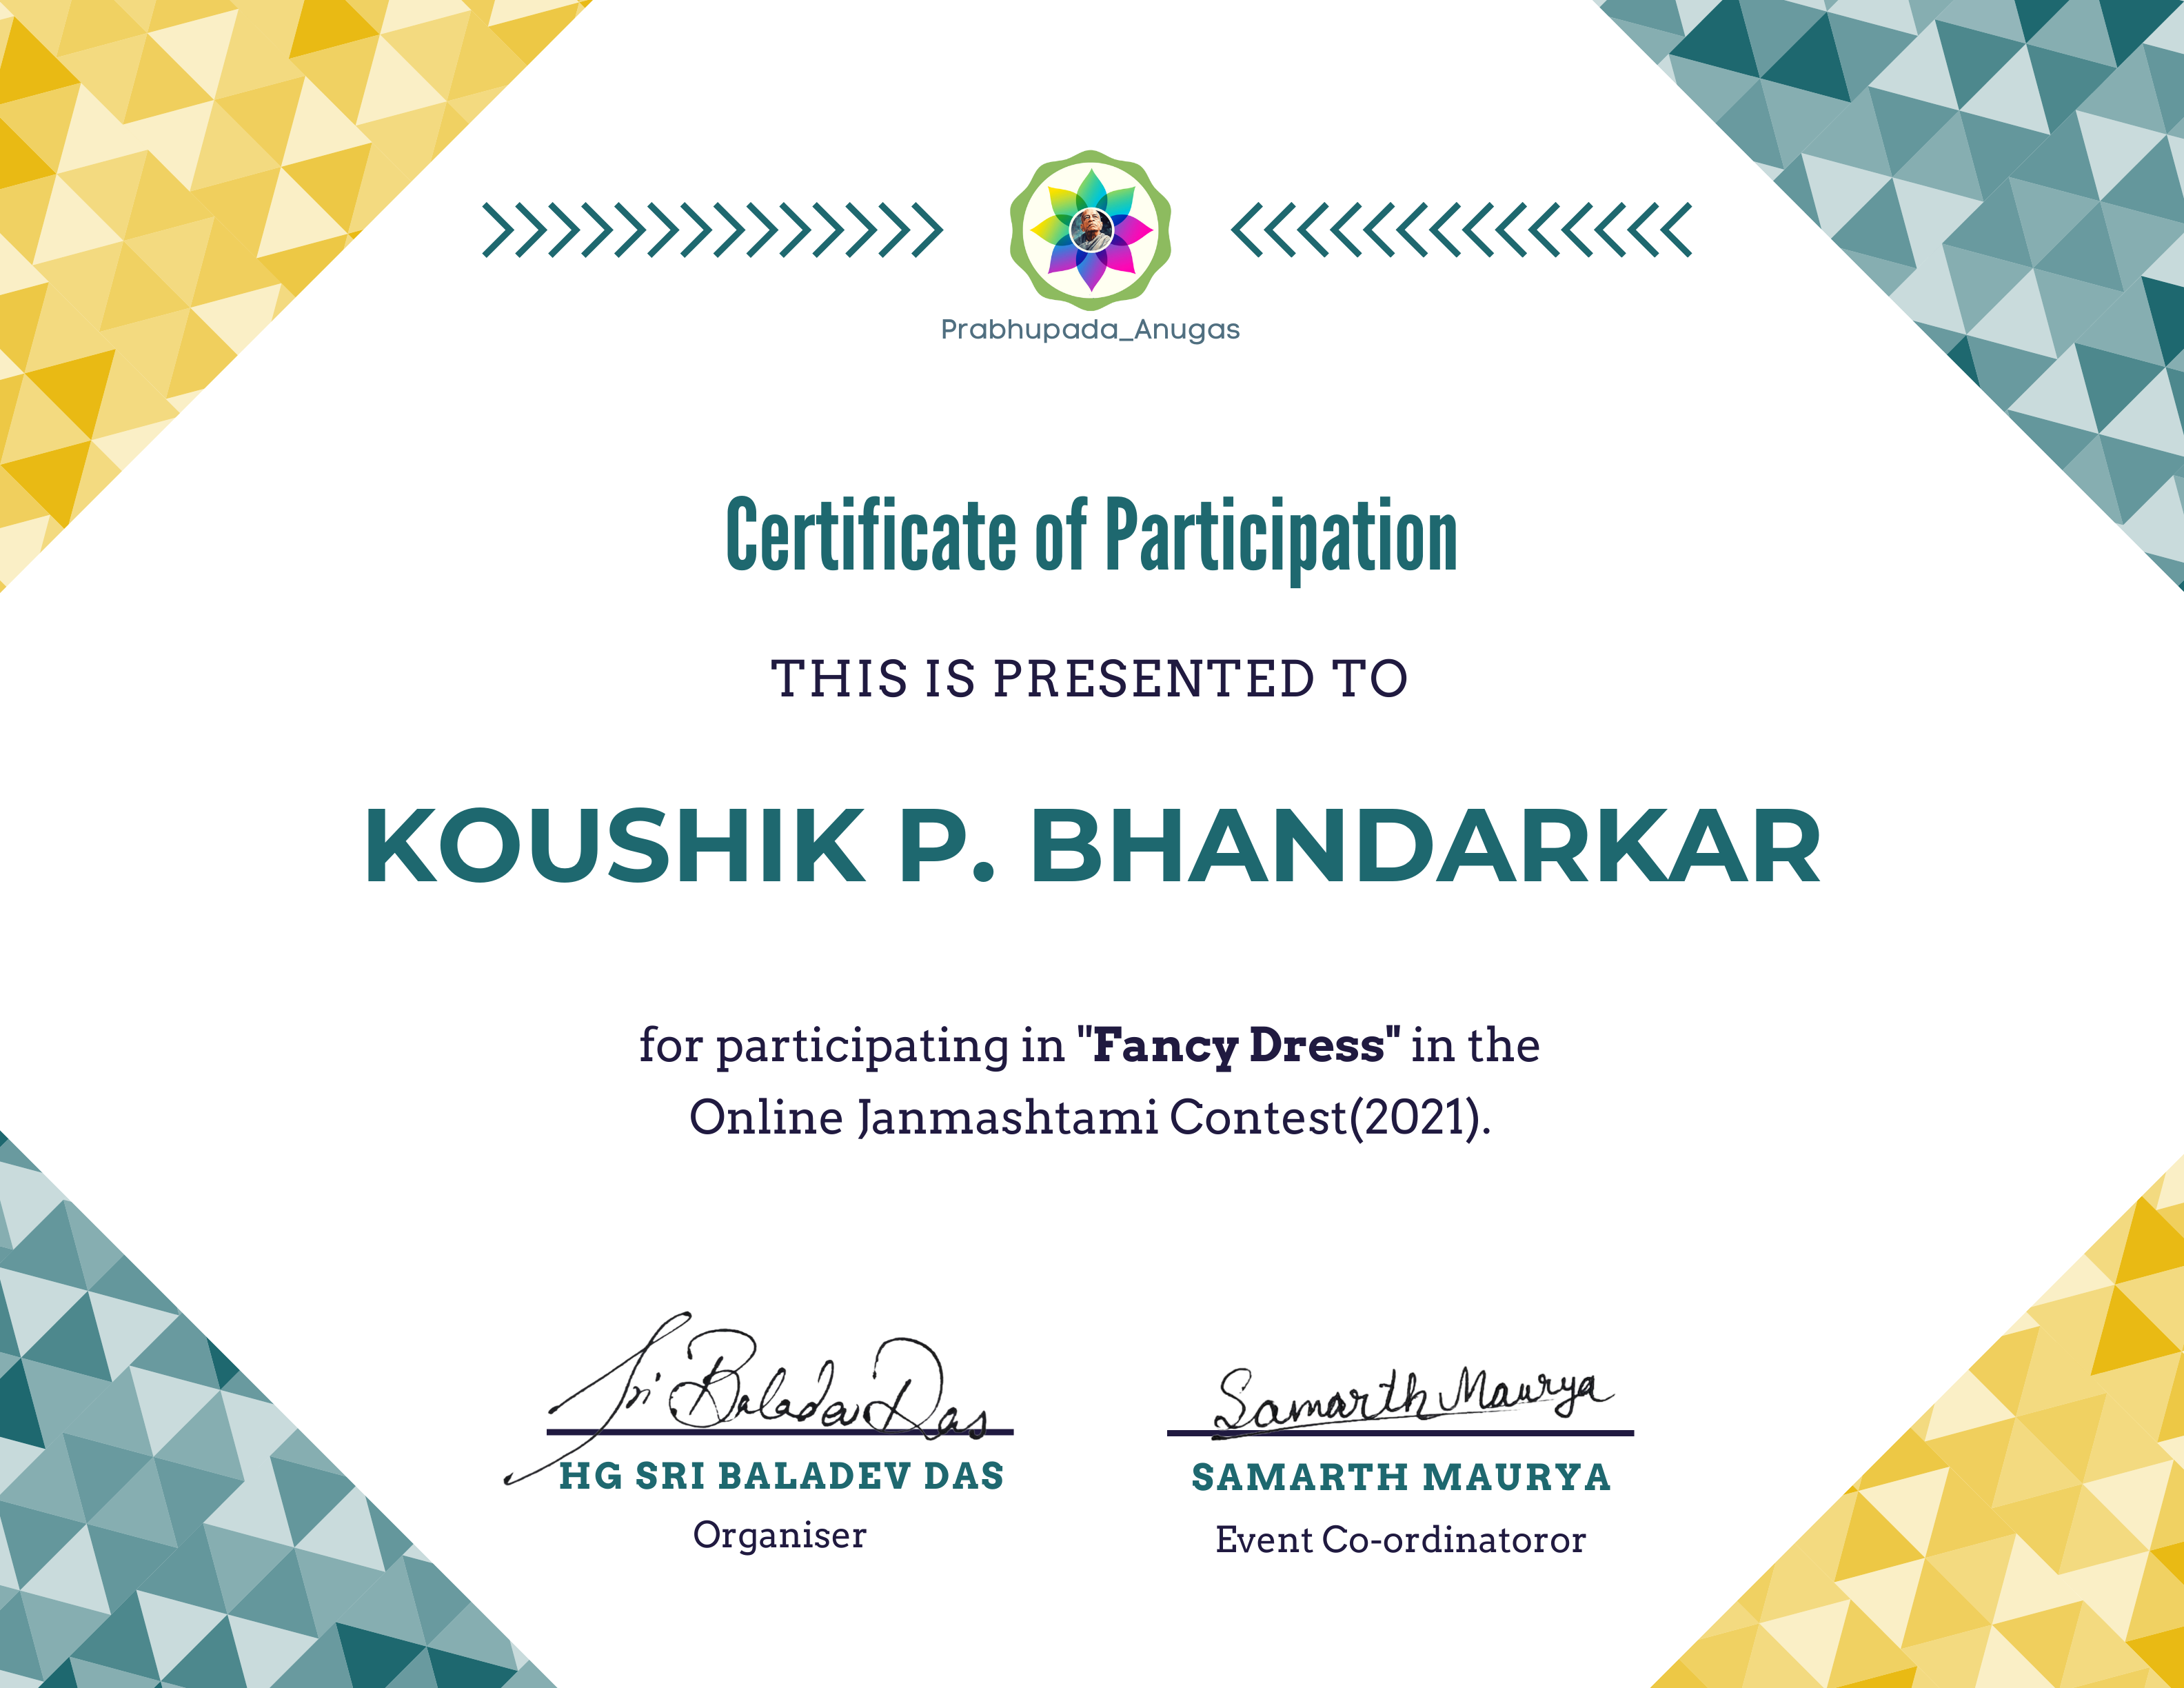 Prabhupada_Anugas
Certificate of Participation
THIS IS PRESENTED TO
KOUSHIK P. BHANDARKAR
for participating in "Fancy Dress" in the
Online Janmashtami Contest(2021).
Sri Baladev Das
Samarth Maurya
HG SRI BALADEV DAS
SAMARTH MAURYA
Organiser
Event Co-ordinatoror